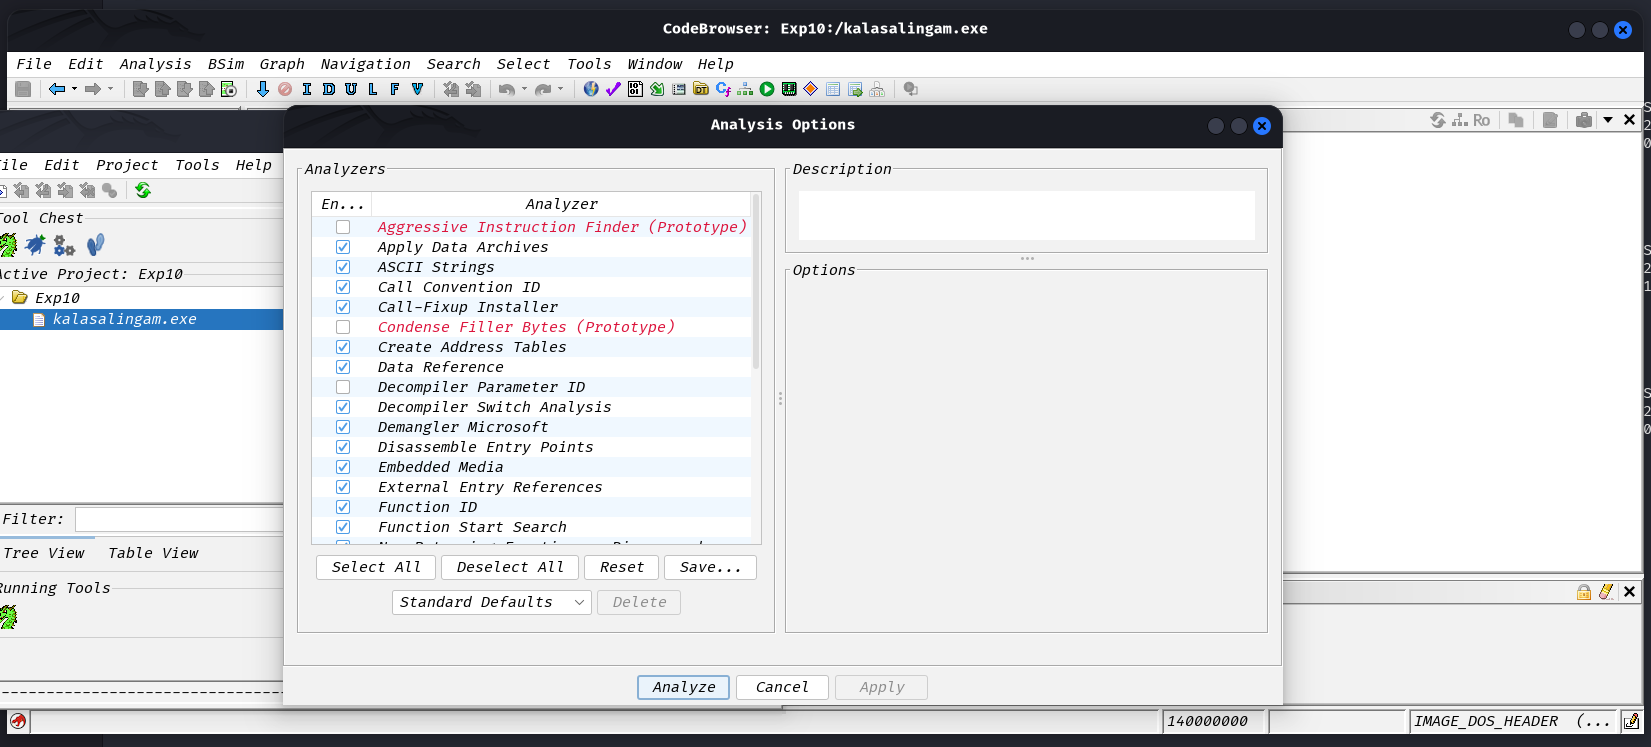 CodeBrowser: Exp10:/kalasalingam.exe
File Edit Analysis BSim Graph Navigation Search Select Tools Window Help
I D U L F V
Ro
Analysis Options
ile Edit Project Tools Help
Tool Chest
Active Project: Exp10
Exp10
kalasalingam.exe
Filter:
Tree View Table View
Running Tools
Analyzers
En... Analyzer
Aggressive Instruction Finder (Prototype)
Apply Data Archives
ASCII Strings
Call Convention ID
Call-Fixup Installer
Condense Filler Bytes (Prototype)
Create Address Tables
Data Reference
Decompiler Parameter ID
Decompiler Switch Analysis
Demangler Microsoft
Disassemble Entry Points
Embedded Media
External Entry References
Function ID
Function Start Search
Select All Deselect All Reset Save...
Standard Defaults Delete
Description
Options
Analyze Cancel Apply
140000000 IMAGE_DOS_HEADER (...